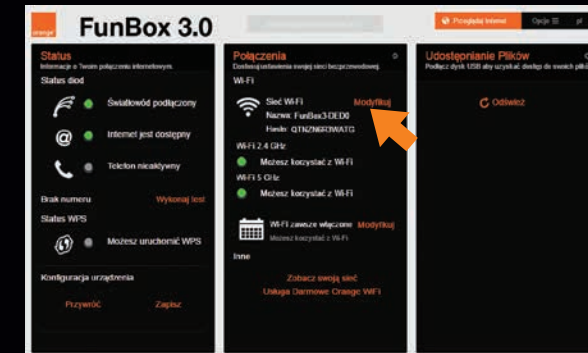 orange
FunBox 3.0
Przeglądaj Internet
Opcje
pl
Status
Informacje o Twoim połączeniu internetowym.
Status diod
Światłowód podłączony
Internet jest dostępny
Telefon nieaktywny
Brak numeru
Wykonaj test
Status WPS
Możesz uruchomić WPS
Konfiguracja urządzenia
Przywróć
Zapisz
Połączenia
Dostosuj ustawienia swojej sieci bezprzewodowej.
Wi-Fi
Sieć Wi-Fi
Modyfikuj
Nazwa: FunBox3-DED0
Hasło: QTNZN6R3WATG
Wi-Fi 2.4 GHz
Możesz korzystać z Wi-Fi
Wi-Fi 5 GHz
Możesz korzystać z Wi-Fi
Wi-Fi zawsze włączone
Modyfikuj
Możesz korzystać z Wi-Fi
Inne
Zobacz swoją sieć
Usługa Darmowe Orange WiFi
Udostępnianie Plików
Podłącz dysk USB aby uzyskać dostęp do swoich plików
Odśwież